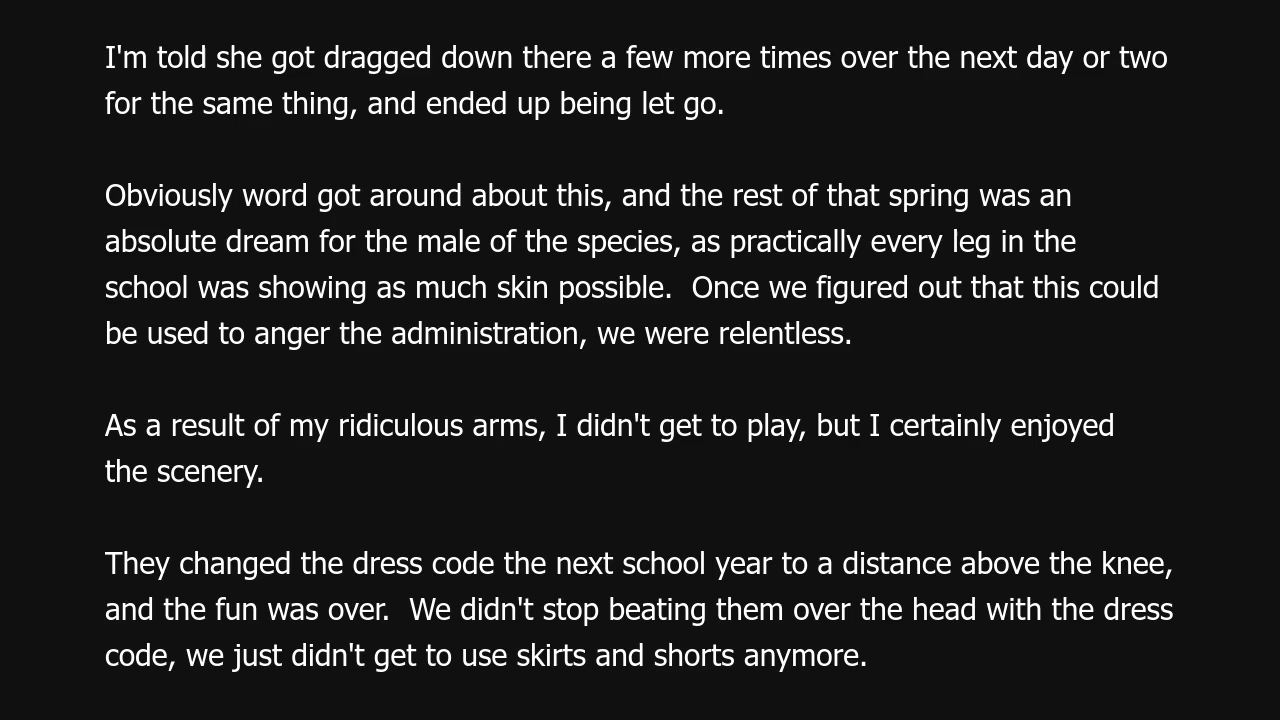 I'm told she got dragged down there a few more times over the next day or two
for the same thing, and ended up being let go.
Obviously word got around about this, and the rest of that spring was an
absolute dream for the male of the species, as practically every leg in the
school was showing as much skin possible.  Once we figured out that this could
be used to anger the administration, we were relentless.
As a result of my ridiculous arms, I didn't get to play, but I certainly enjoyed
the scenery.
They changed the dress code the next school year to a distance above the knee,
and the fun was over.  We didn't stop beating them over the head with the dress
code, we just didn't get to use skirts and shorts anymore.